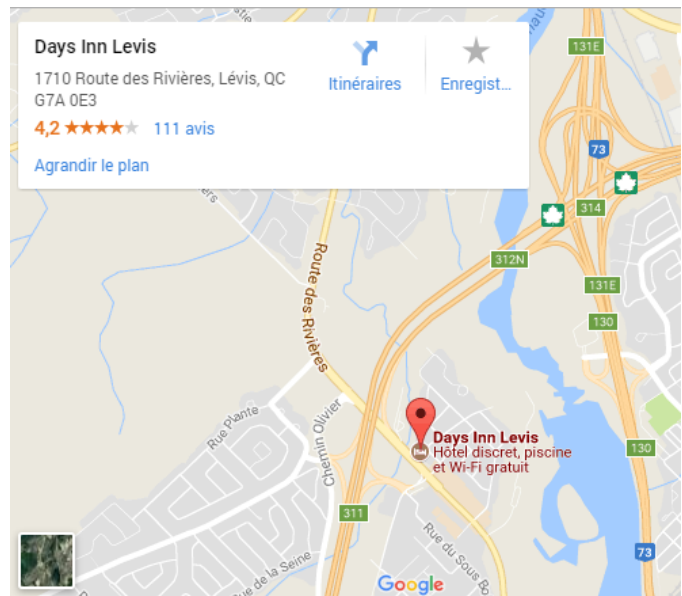 Days Inn Levis
1710 Route des Rivières, Lévis, QC
G7A 0E3
4,2
111 avis
Agrandir le plan
Itinéraires
Enregist...
131E
73
314
312N
131E
130
Route des Rivières
Rue Plante
Chemin Olivier
Days Inn Levis
Hôtel discret, piscine
et Wi-Fi gratuit
130
311
Rue du Sous Bo
73
de la Seine
Google